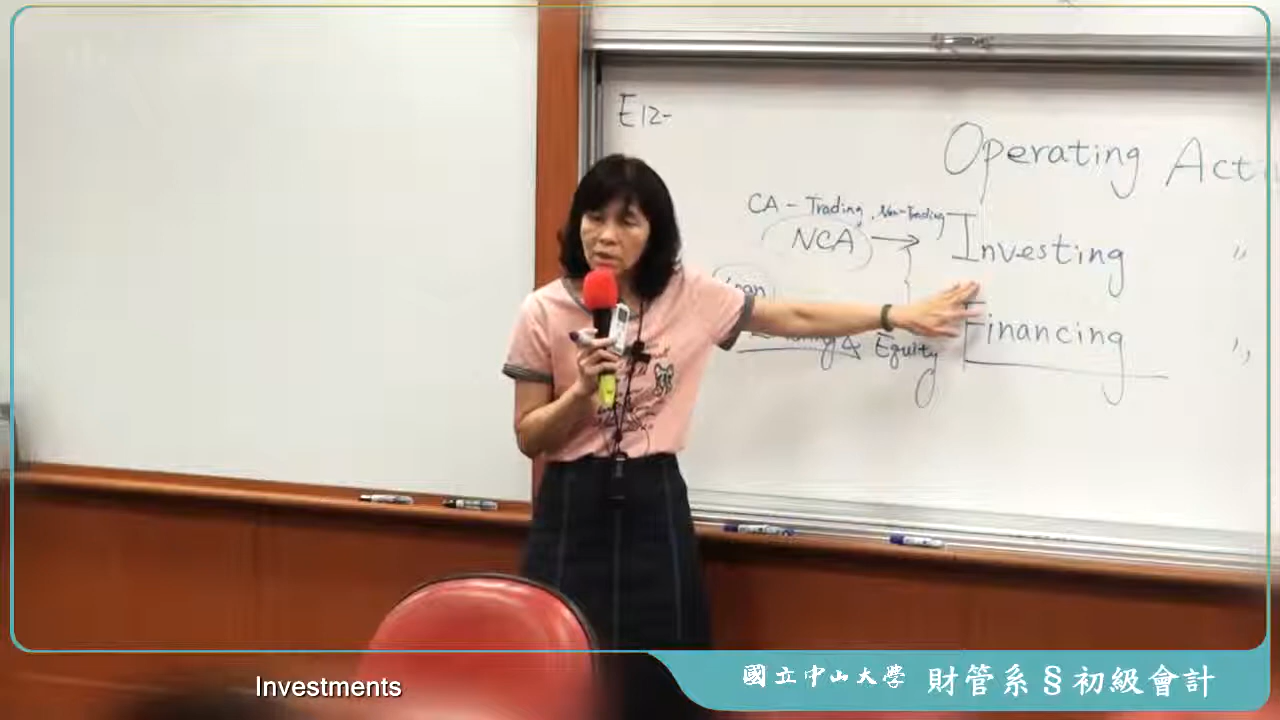 E12-
Operating Acti
CA - Trading, Non-Trading
NCA → Investing "
Loan
Financing "
& Equity
Investments
國立中山大學 財管系§初級會計